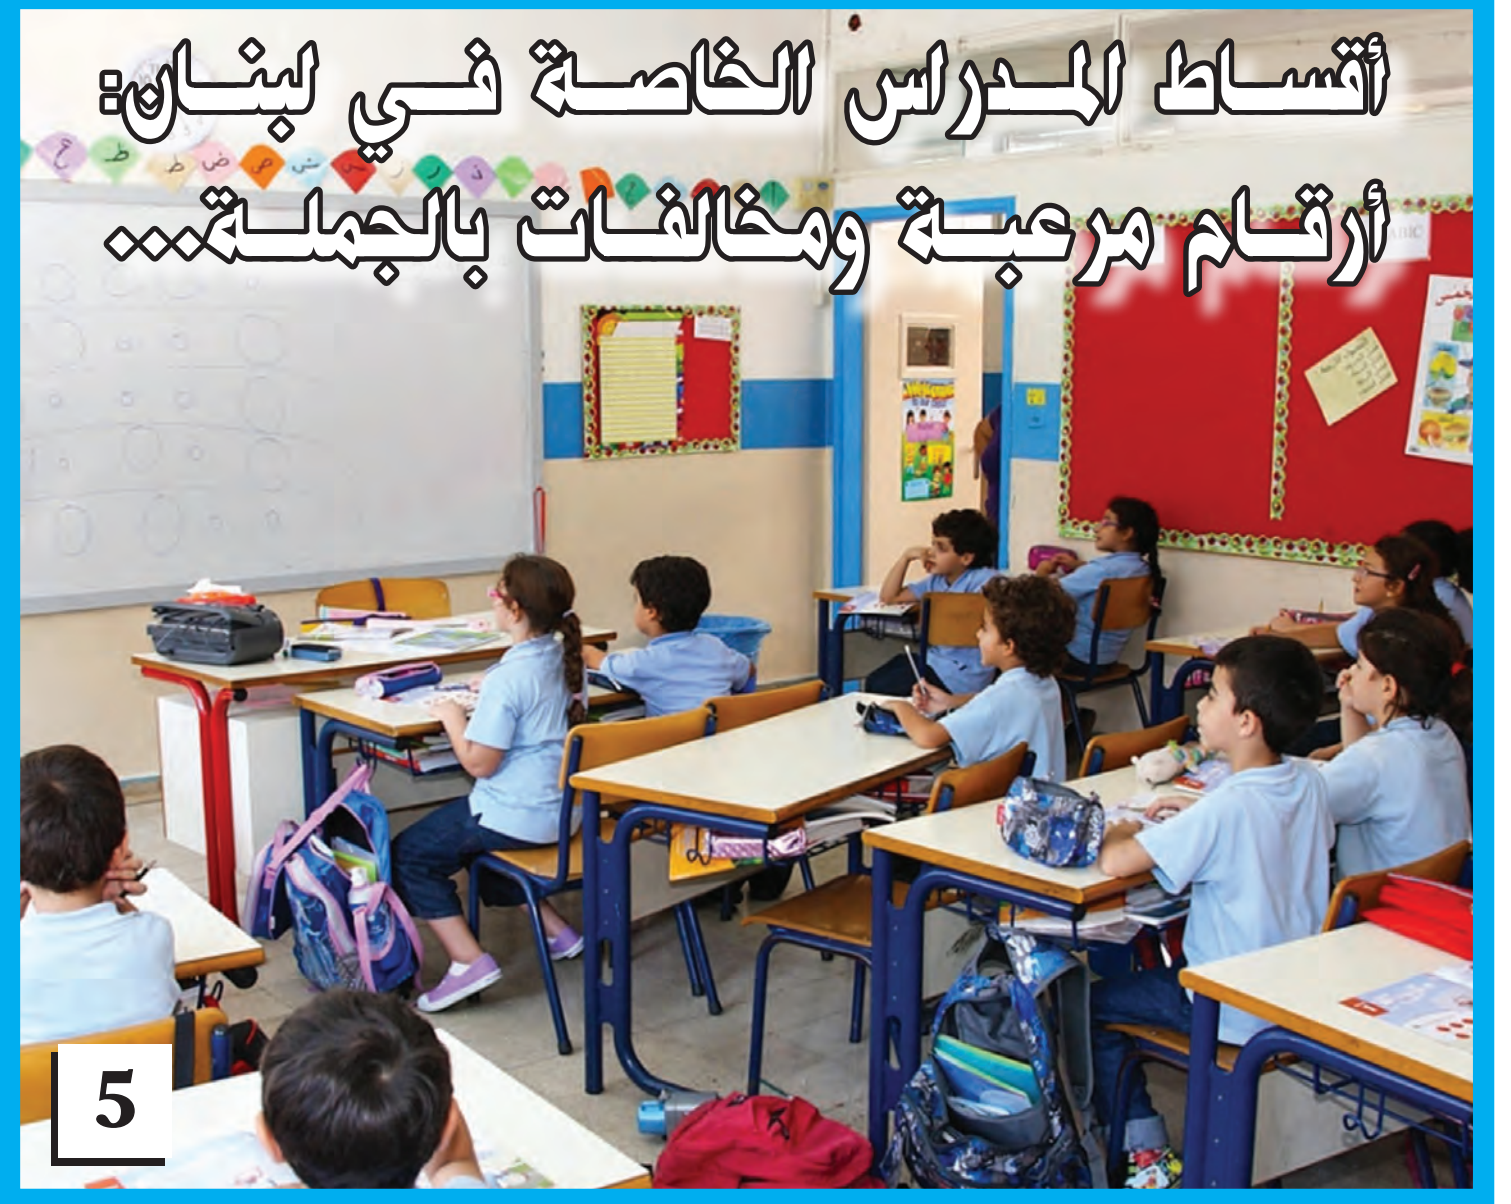 أقساط المدارس الخاصة في لبنان:
أرقام مرعبة ومخالفات بالجملة...
5